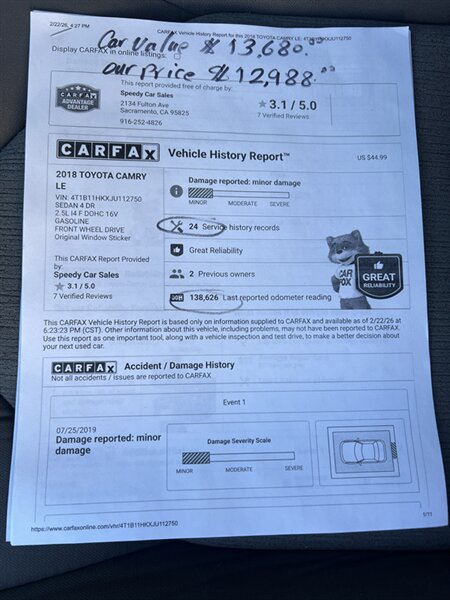 2/22/26, 4:27 PM
CARFAX Vehicle History Report for this 2018 TOYOTA CAMRY LE: 4T1B11HKXJU112750
Display CARFAX in online listings:
Car Value $ 13,680.00
our price $ 12,988.00
CARFAX
ADVANTAGE
DEALER
This report provided free of charge by:
Speedy Car Sales
2134 Fulton Ave
Sacramento, CA 95825
916-252-4826
3.1 / 5.0
7 Verified Reviews
CARFAX Vehicle History Report™
US $44.99
2018 TOYOTA CAMRY
LE
VIN: 4T1B11HKXJU112750
SEDAN 4 DR
2.5L I4 F DOHC 16V
GASOLINE
FRONT WHEEL DRIVE
Original Window Sticker
This CARFAX Report Provided
by:
Speedy Car Sales
3.1 / 5.0
7 Verified Reviews
Damage reported: minor damage
MINOR MODERATE SEVERE
24 Service history records
Great Reliability
2 Previous owners
138,626 Last reported odometer reading
CAR
FOX
GREAT
RELIABILITY
This CARFAX Vehicle History Report is based only on information supplied to CARFAX and available as of 2/22/26 at
6:23:23 PM (CST). Other information about this vehicle, including problems, may not have been reported to CARFAX.
Use this report as one important tool, along with a vehicle inspection and test drive, to make a better decision about
your next used car.
CARFAX Accident / Damage History
Not all accidents / issues are reported to CARFAX
Event 1
07/25/2019
Damage reported: minor
damage
Damage Severity Scale
MINOR MODERATE SEVERE
https://www.carfaxonline.com/vhr/4T1B11HKXJU112750
1/11